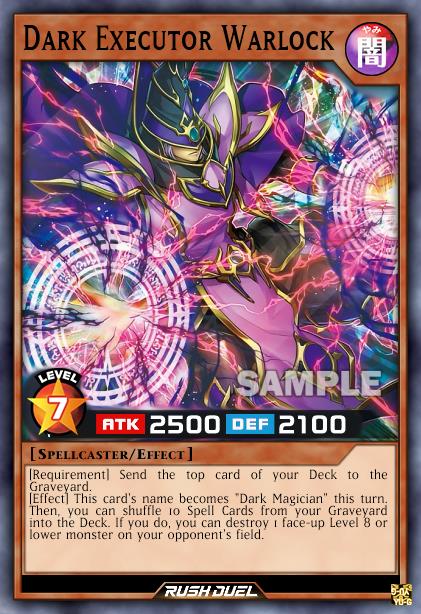 DARK EXECUTOR WARLOCK
やみ
闇
SAMPLE
LEVEL
7
ATK 2500 DEF 2100
[SPELLCASTER/EFFECT]
[Requirement] Send the top card of your Deck to the
Graveyard.
[Effect] This card's name becomes "Dark Magician" this turn.
Then, you can shuffle 10 Spell Cards from your Graveyard
into the Deck. If you do, you can destroy 1 face-up Level 8 or
lower monster on your opponent's field.
RUSH DUEL